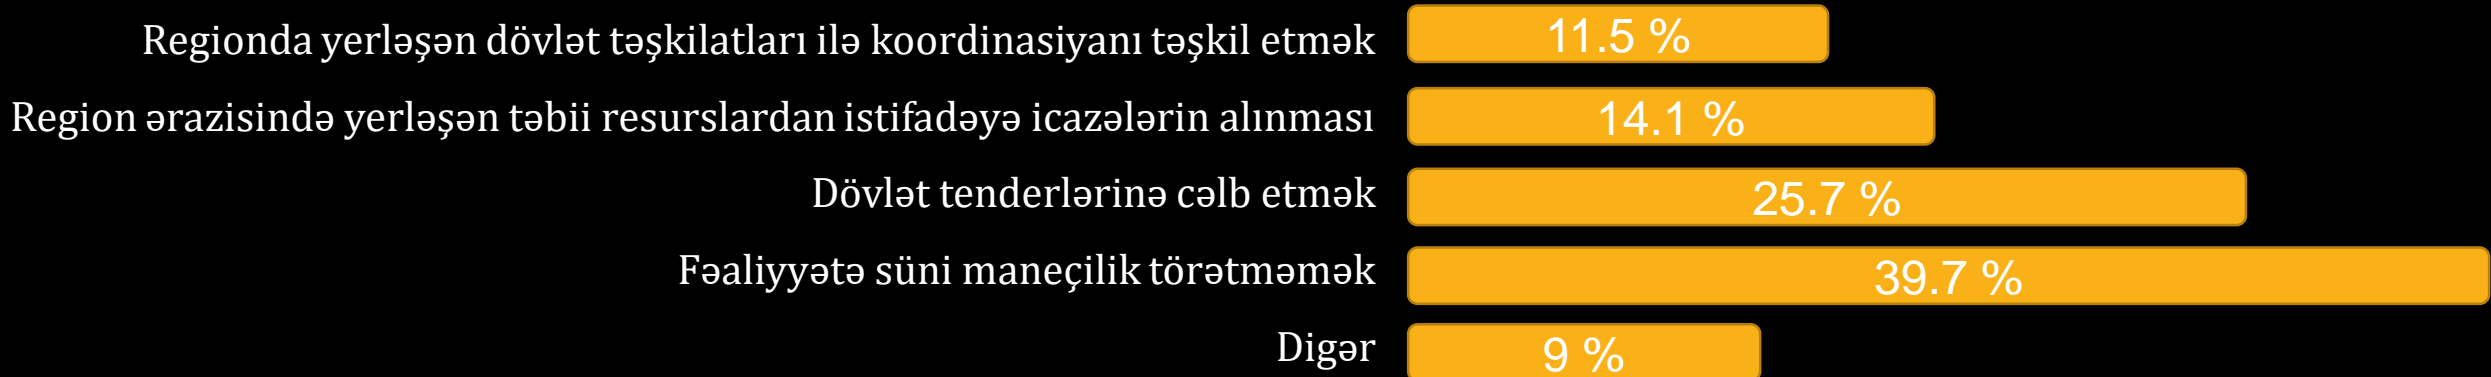 Regionda yerləşən dövlət təşkilatları ilə koordinasiyanı təşkil etmək 11.5 %
Region ərazisində yerləşən təbii resurslardan istifadəyə icazələrin alınması 14.1 %
Dövlət tenderlərinə cəlb etmək 25.7 %
Fəaliyyətə süni maneçilik törətməmək 39.7 %
Digər 9 %